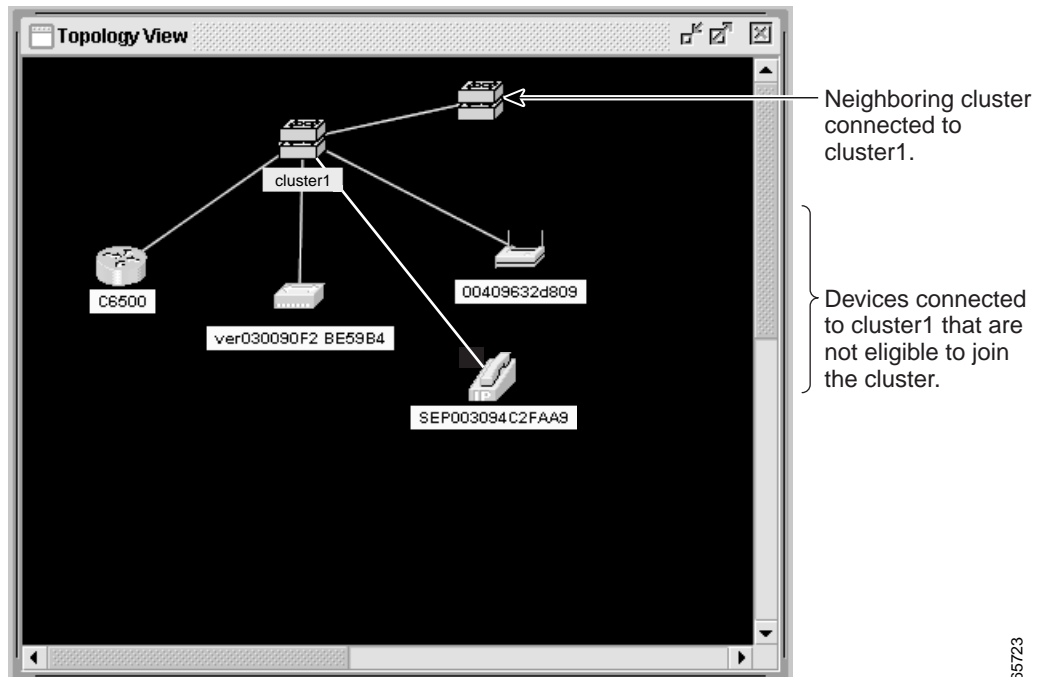 Topology View
Neighboring cluster
connected to
cluster1.
cluster1
C6500
ver030090F2 BE59B4
00409632d809
IP
SEP003094C2FAA9
Devices connected
to cluster1 that are
not eligible to join
the cluster.
65723